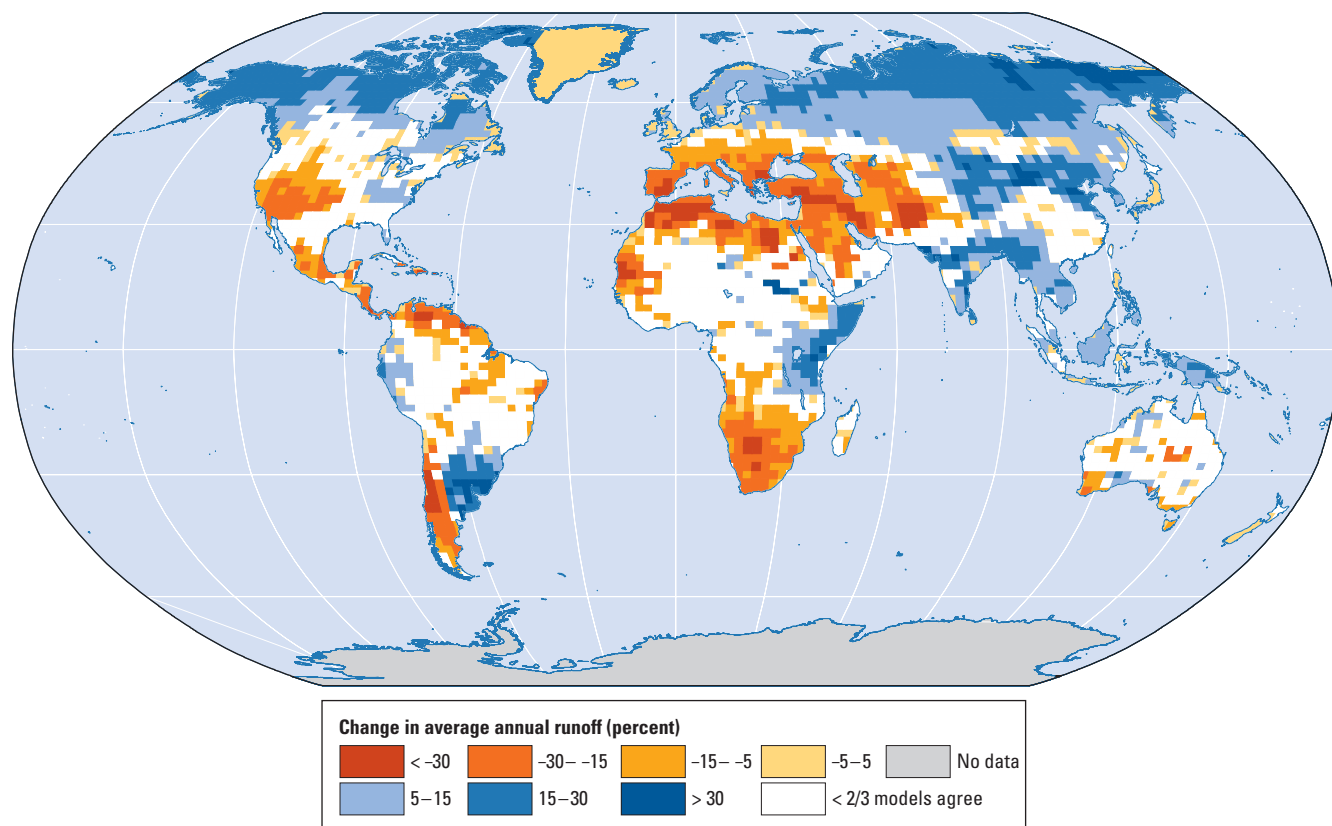 Change in average annual runoff (percent)
< –30 –30– –15 –15– –5 –5–5 No data
5–15 15–30 > 30 < 2/3 models agree